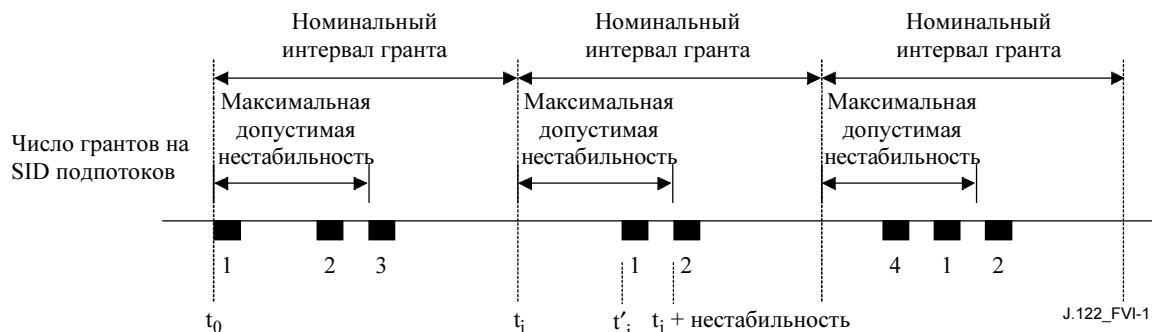 Номинальный
интервал гранта
Номинальный
интервал гранта
Номинальный
интервал гранта
Максимальная
допустимая
нестабильность
Максимальная
допустимая
нестабильность
Максимальная
допустимая
нестабильность
Число грантов на
SID подпотоков
1 2 3 1 2 4 1 2
t₀ tᵢ t′ᵢ tᵢ + нестабильность
J.122_FVI-1